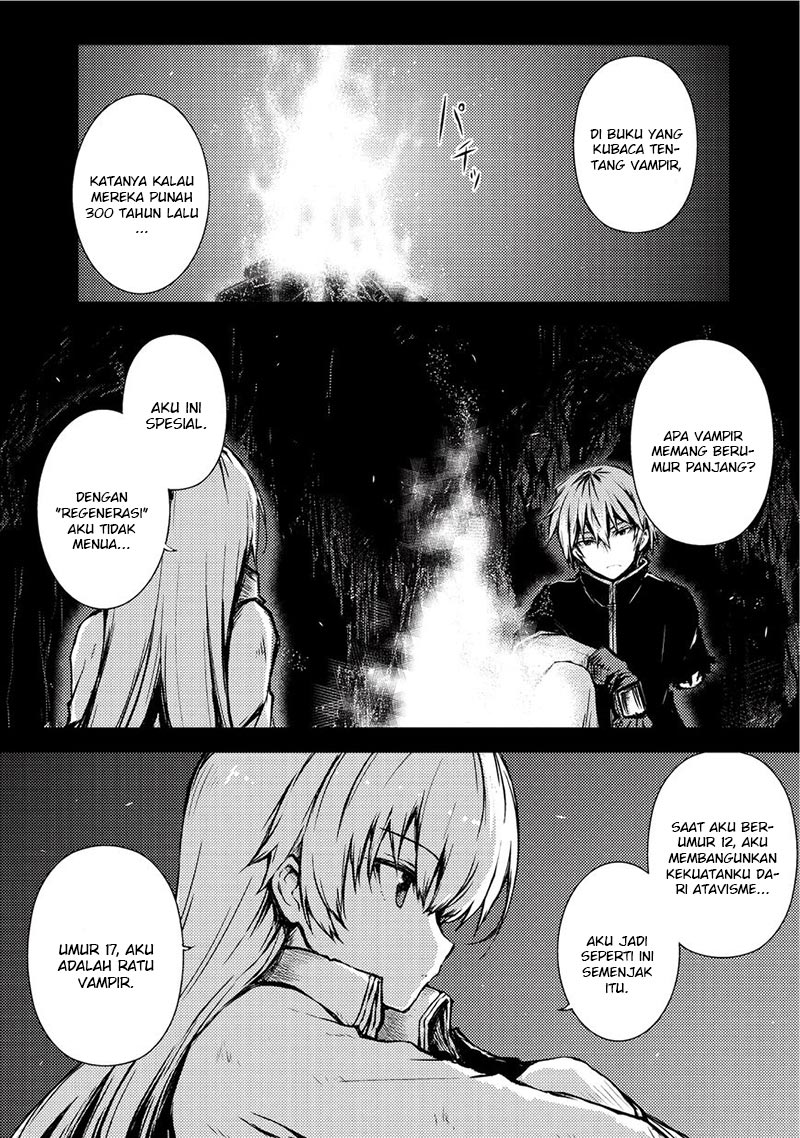 DI BUKU YANG
KUBACA TEN-
TANG VAMPIR,
パチッ
KATANYA KALAU
MEREKA PUNAH
300 TAHUN LALU
...
APA VAMPIR
MEMANG BERU-
MUR PANJANG?
AKU INI
SPESIAL.
DENGAN
"REGENERASI"
AKU TIDAK
MENUA...
SAAT AKU BER-
UMUR 12, AKU
MEMBANGUNKAN
KEKUATANKU DA-
RI ATAVISME...
AKU JADI
SEPERTI INI
SEMENJAK
ITU.
UMUR 17, AKU
ADALAH RATU
VAMPIR.